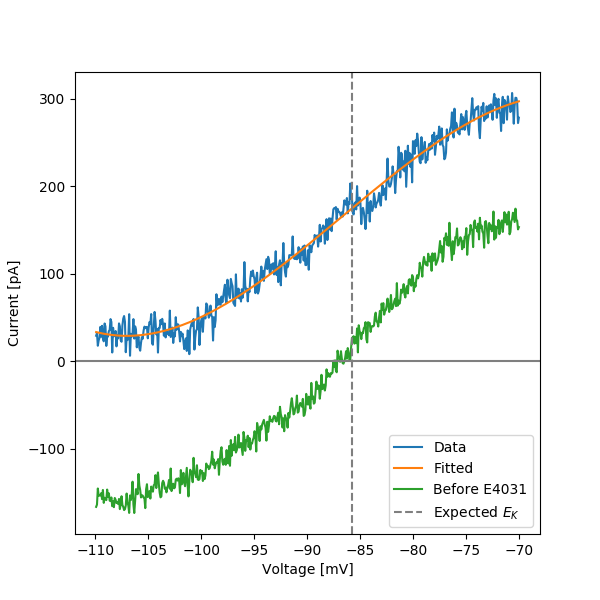 300
200
100
0
−100
Current [pA]
Data
Fitted
Before E4031
Expected E_K
−110 −105 −100 −95 −90 −85 −80 −75 −70
Voltage [mV]